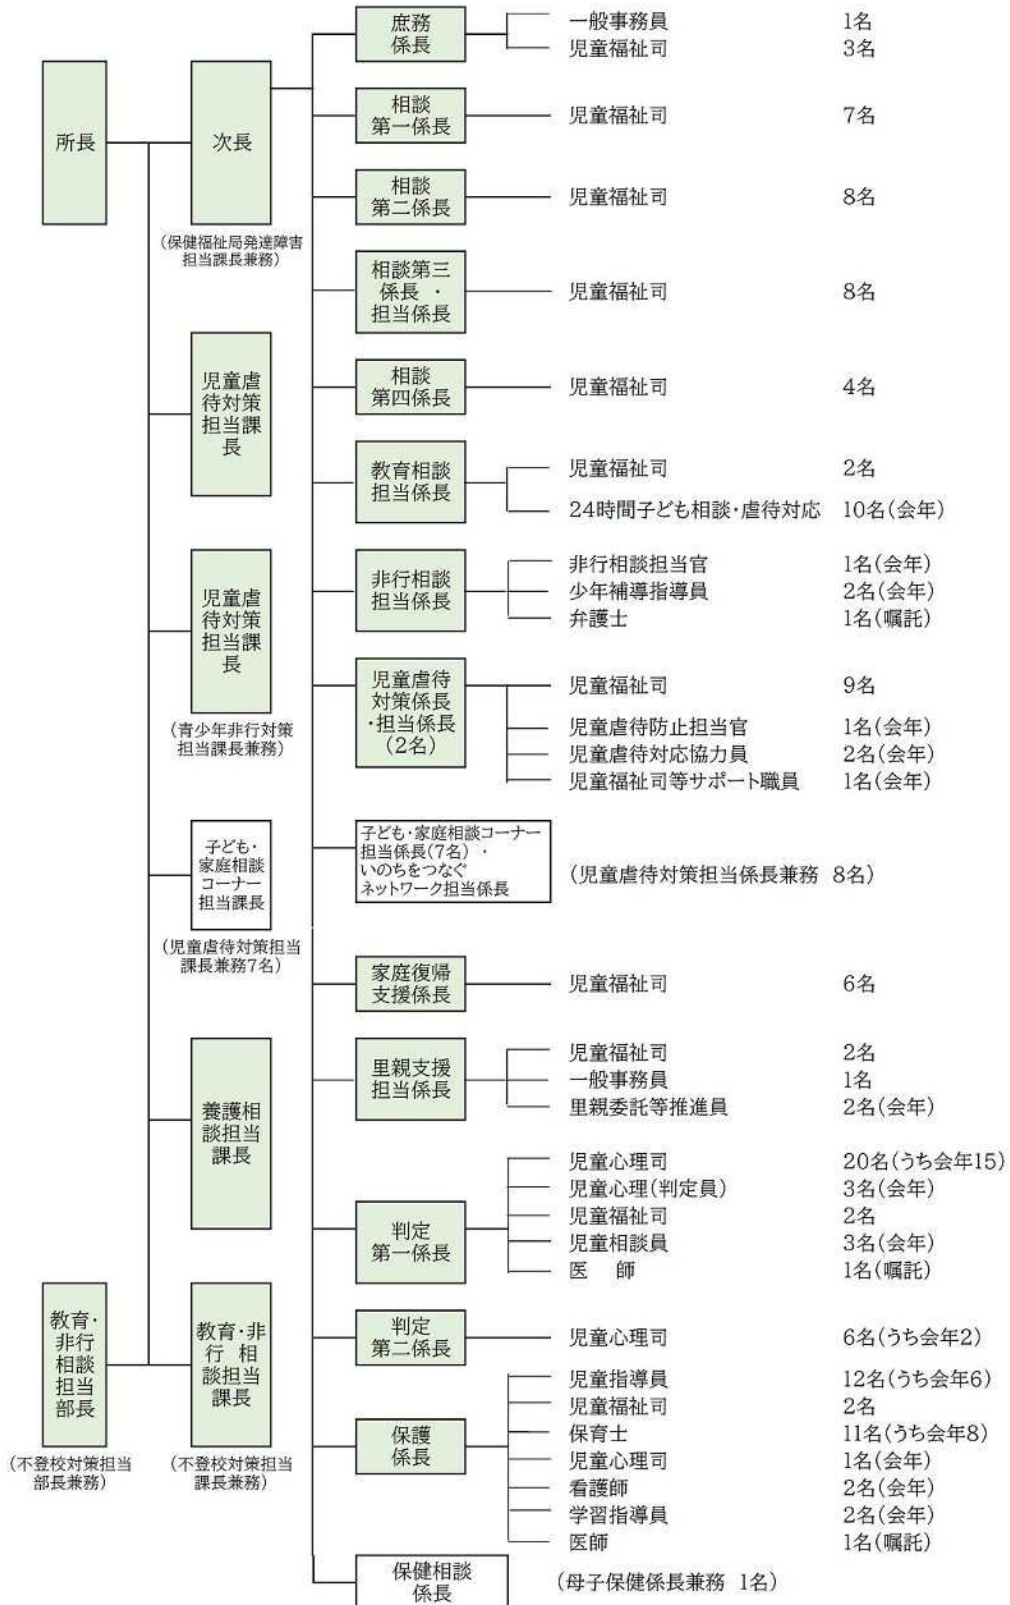 所長
次長
(保健福祉局発達障害
担当課長兼務)
児童虐
待対策
担当課
長
児童虐
待対策
担当課
長
(青少年非行対策
担当課長兼務)
子ども・
家庭相談
コーナー
担当課長
(児童虐待対策担当
課長兼務7名)
養護相
談担当
課長
教育・
非行
相談
担当
部長
(不登校対策担当
部長兼務)
教育・非
行 相
談担当
課長
(不登校対策担当
課長兼務)
庶務
係長
一般事務員 1名
児童福祉司 3名
相談
第一係長
児童福祉司 7名
相談
第二係長
児童福祉司 8名
相談第三
係長 ・
担当係長
児童福祉司 8名
相談
第四係長
児童福祉司 4名
教育相談
担当係長
児童福祉司 2名
24時間子ども相談・虐待対応 10名(会年)
非行相談
担当係長
非行相談担当官 1名(会年)
少年補導指導員 2名(会年)
弁護士 1名(嘱託)
児童虐待
対策係長
・担当係長
(2名)
児童福祉司 9名
児童虐待防止担当官 1名(会年)
児童虐待対応協力員 2名(会年)
児童福祉司等サポート職員 1名(会年)
子ども・家庭相談コーナー
担当係長(7名) ・
いのちをつなぐ
ネットワーク担当係長
(児童虐待対策担当係長兼務 8名)
家庭復帰
支援係長
児童福祉司 6名
里親支援
担当係長
児童福祉司 2名
一般事務員 1名
里親委託等推進員 2名(会年)
判定
第一係長
児童心理司 20名(うち会年15)
児童心理(判定員) 3名(会年)
児童福祉司 2名
児童相談員 3名(会年)
医 師 1名(嘱託)
判定
第二係長
児童心理司 6名(うち会年2)
保護
係長
児童指導員 12名(うち会年6)
児童福祉司 2名
保育士 11名(うち会年8)
児童心理司 1名(会年)
看護師 2名(会年)
学習指導員 2名(会年)
医師 1名(嘱託)
保健相談
係長
(母子保健係長兼務 1名)